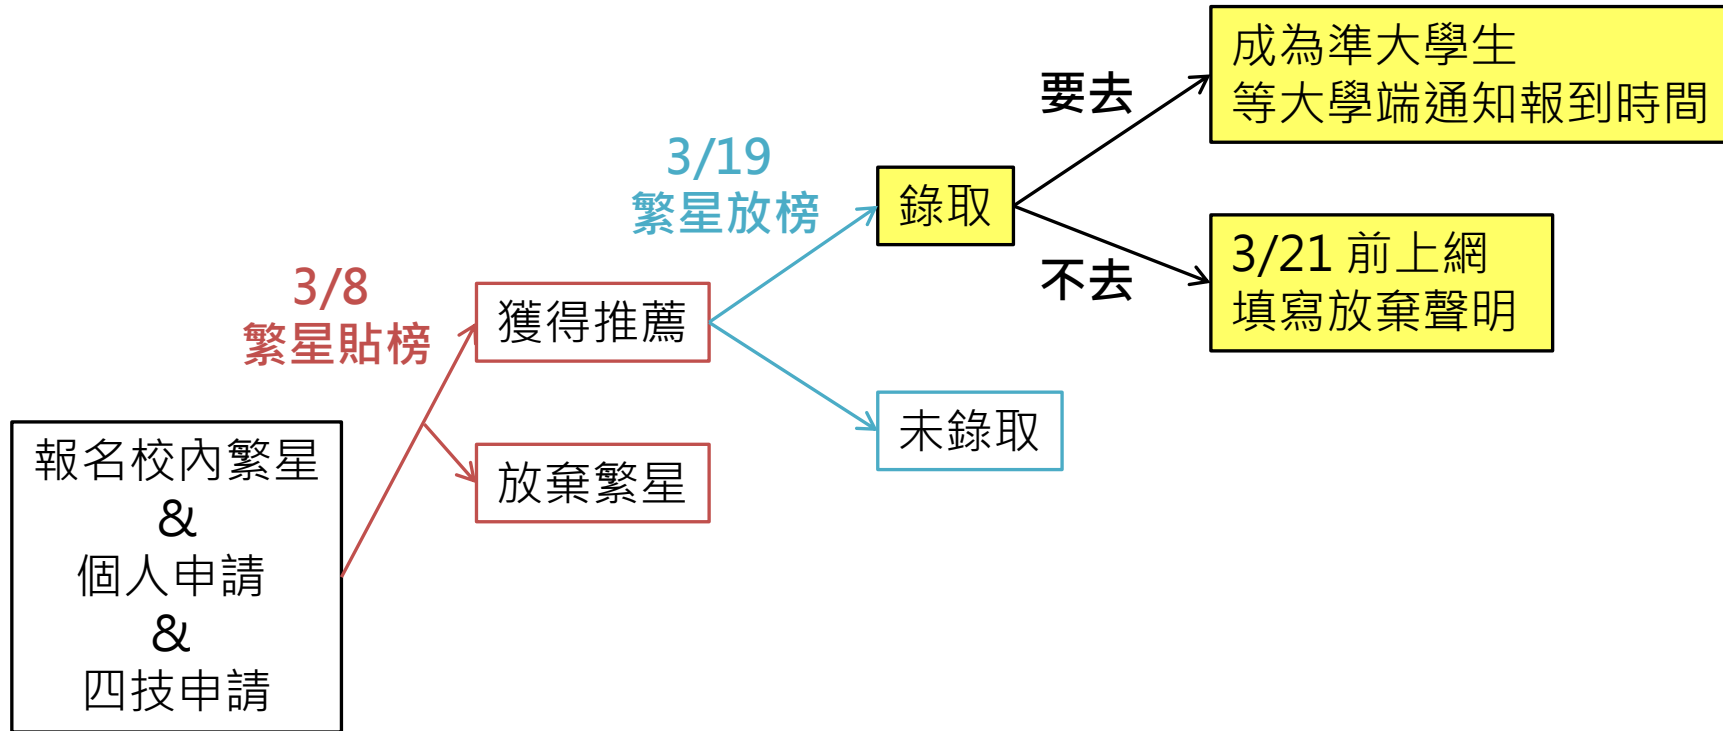 報名校內繁星
&
個人申請
&
四技申請
3/8
繁星貼榜
獲得推薦
放棄繁星
3/19
繁星放榜
錄取
未錄取
要去
成為準大學生
等大學端通知報到時間
不去
3/21 前上網
填寫放棄聲明